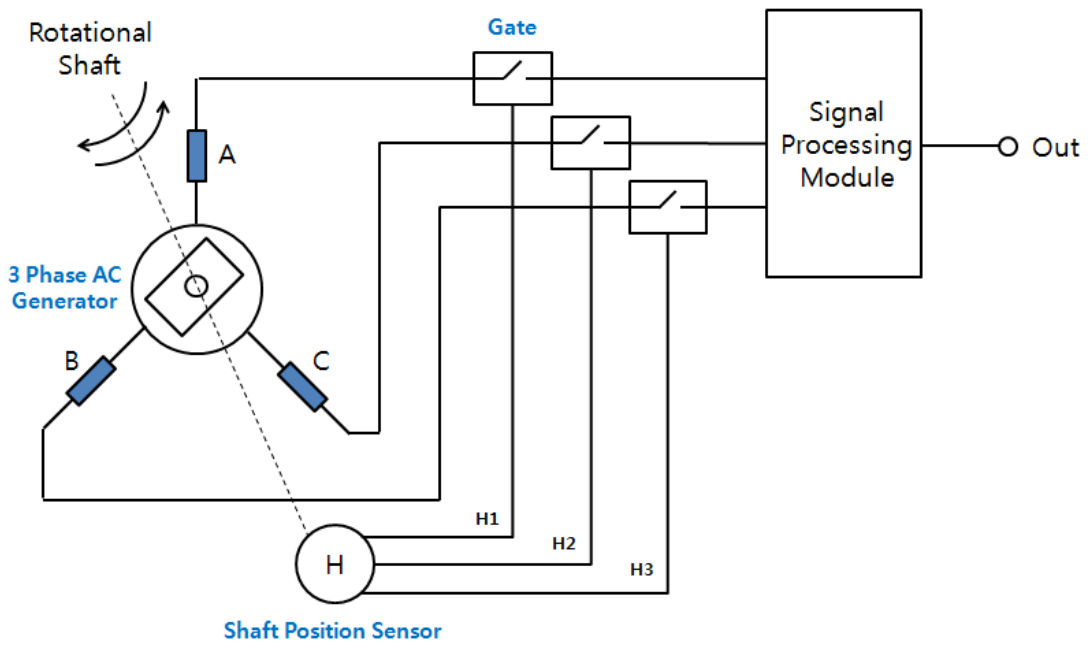 Rotational
Shaft
Gate
A
Signal
Processing
Module
Out
3 Phase AC
Generator
B
C
H1
H2
H3
H
Shaft Position Sensor